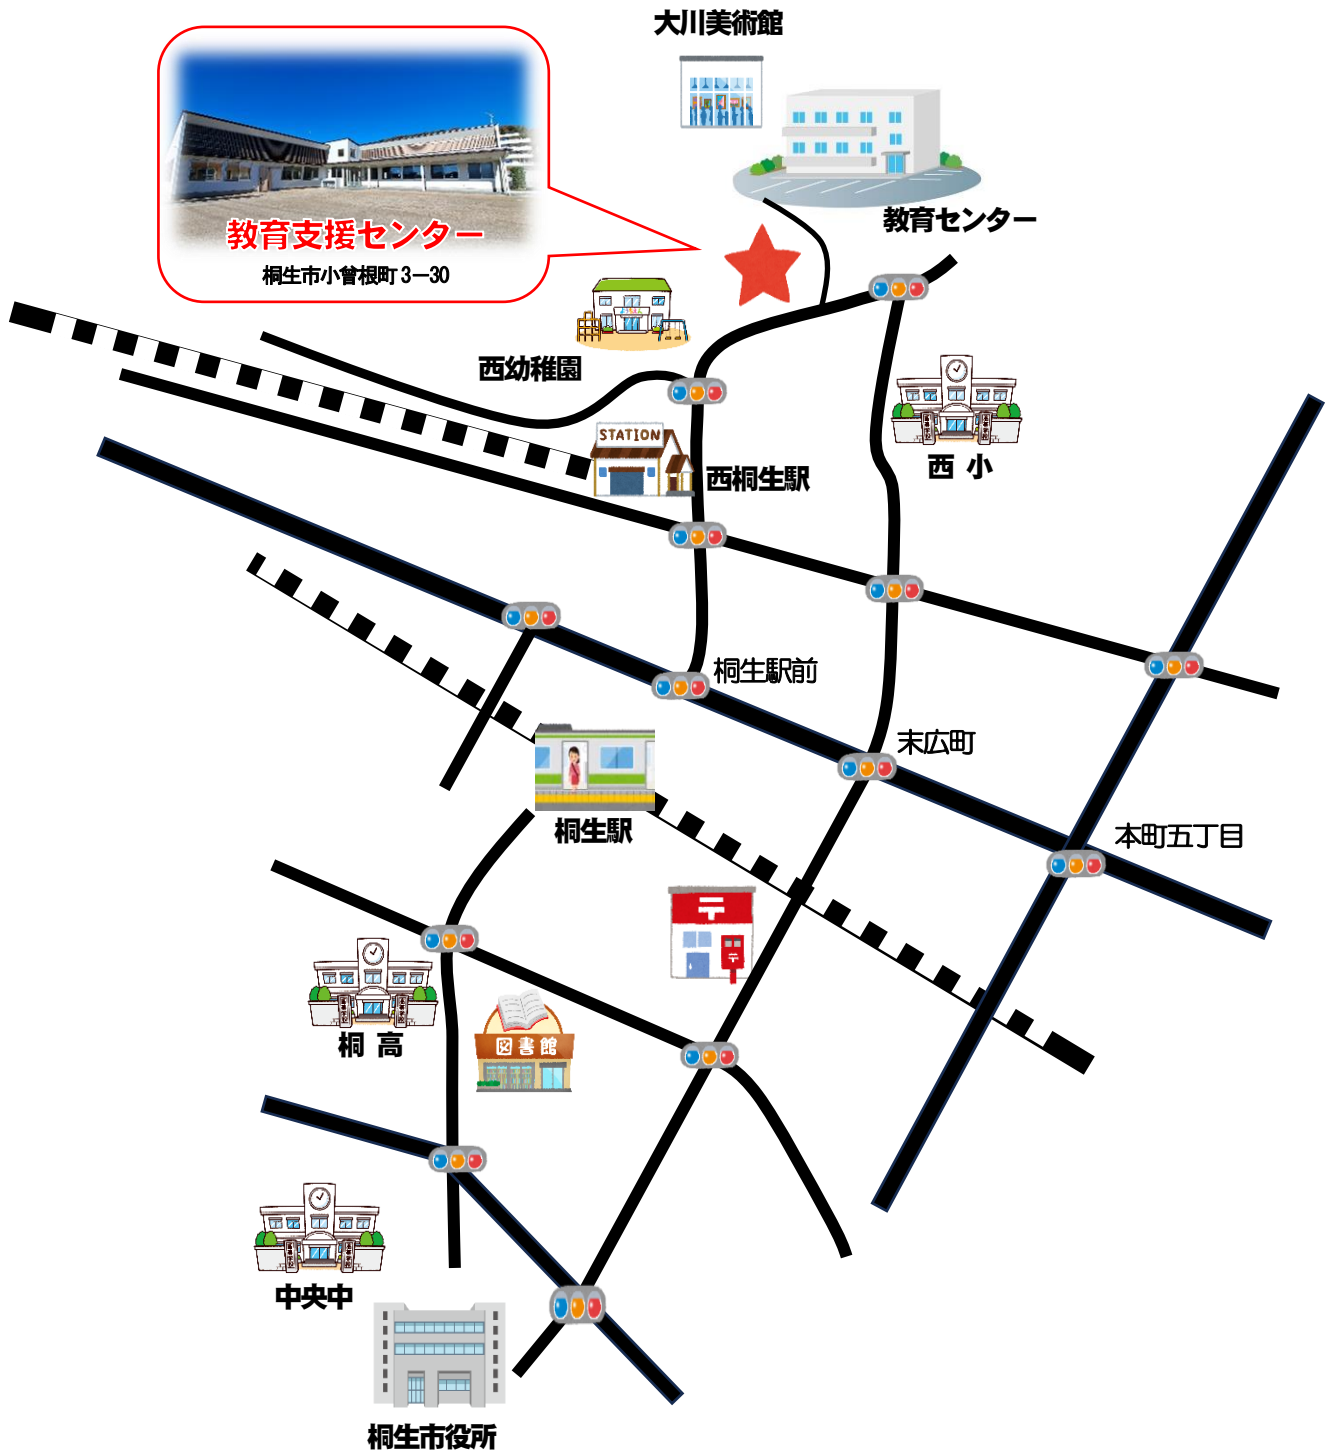 大川美術館
教育センター
教育支援センター
桐生市小曾根町3－30
西幼稚園
STATION
西桐生駅
西 小
桐生駅前
末広町
本町五丁目
桐生駅
〒
〒
桐 高
図書館
中央中
桐生市役所